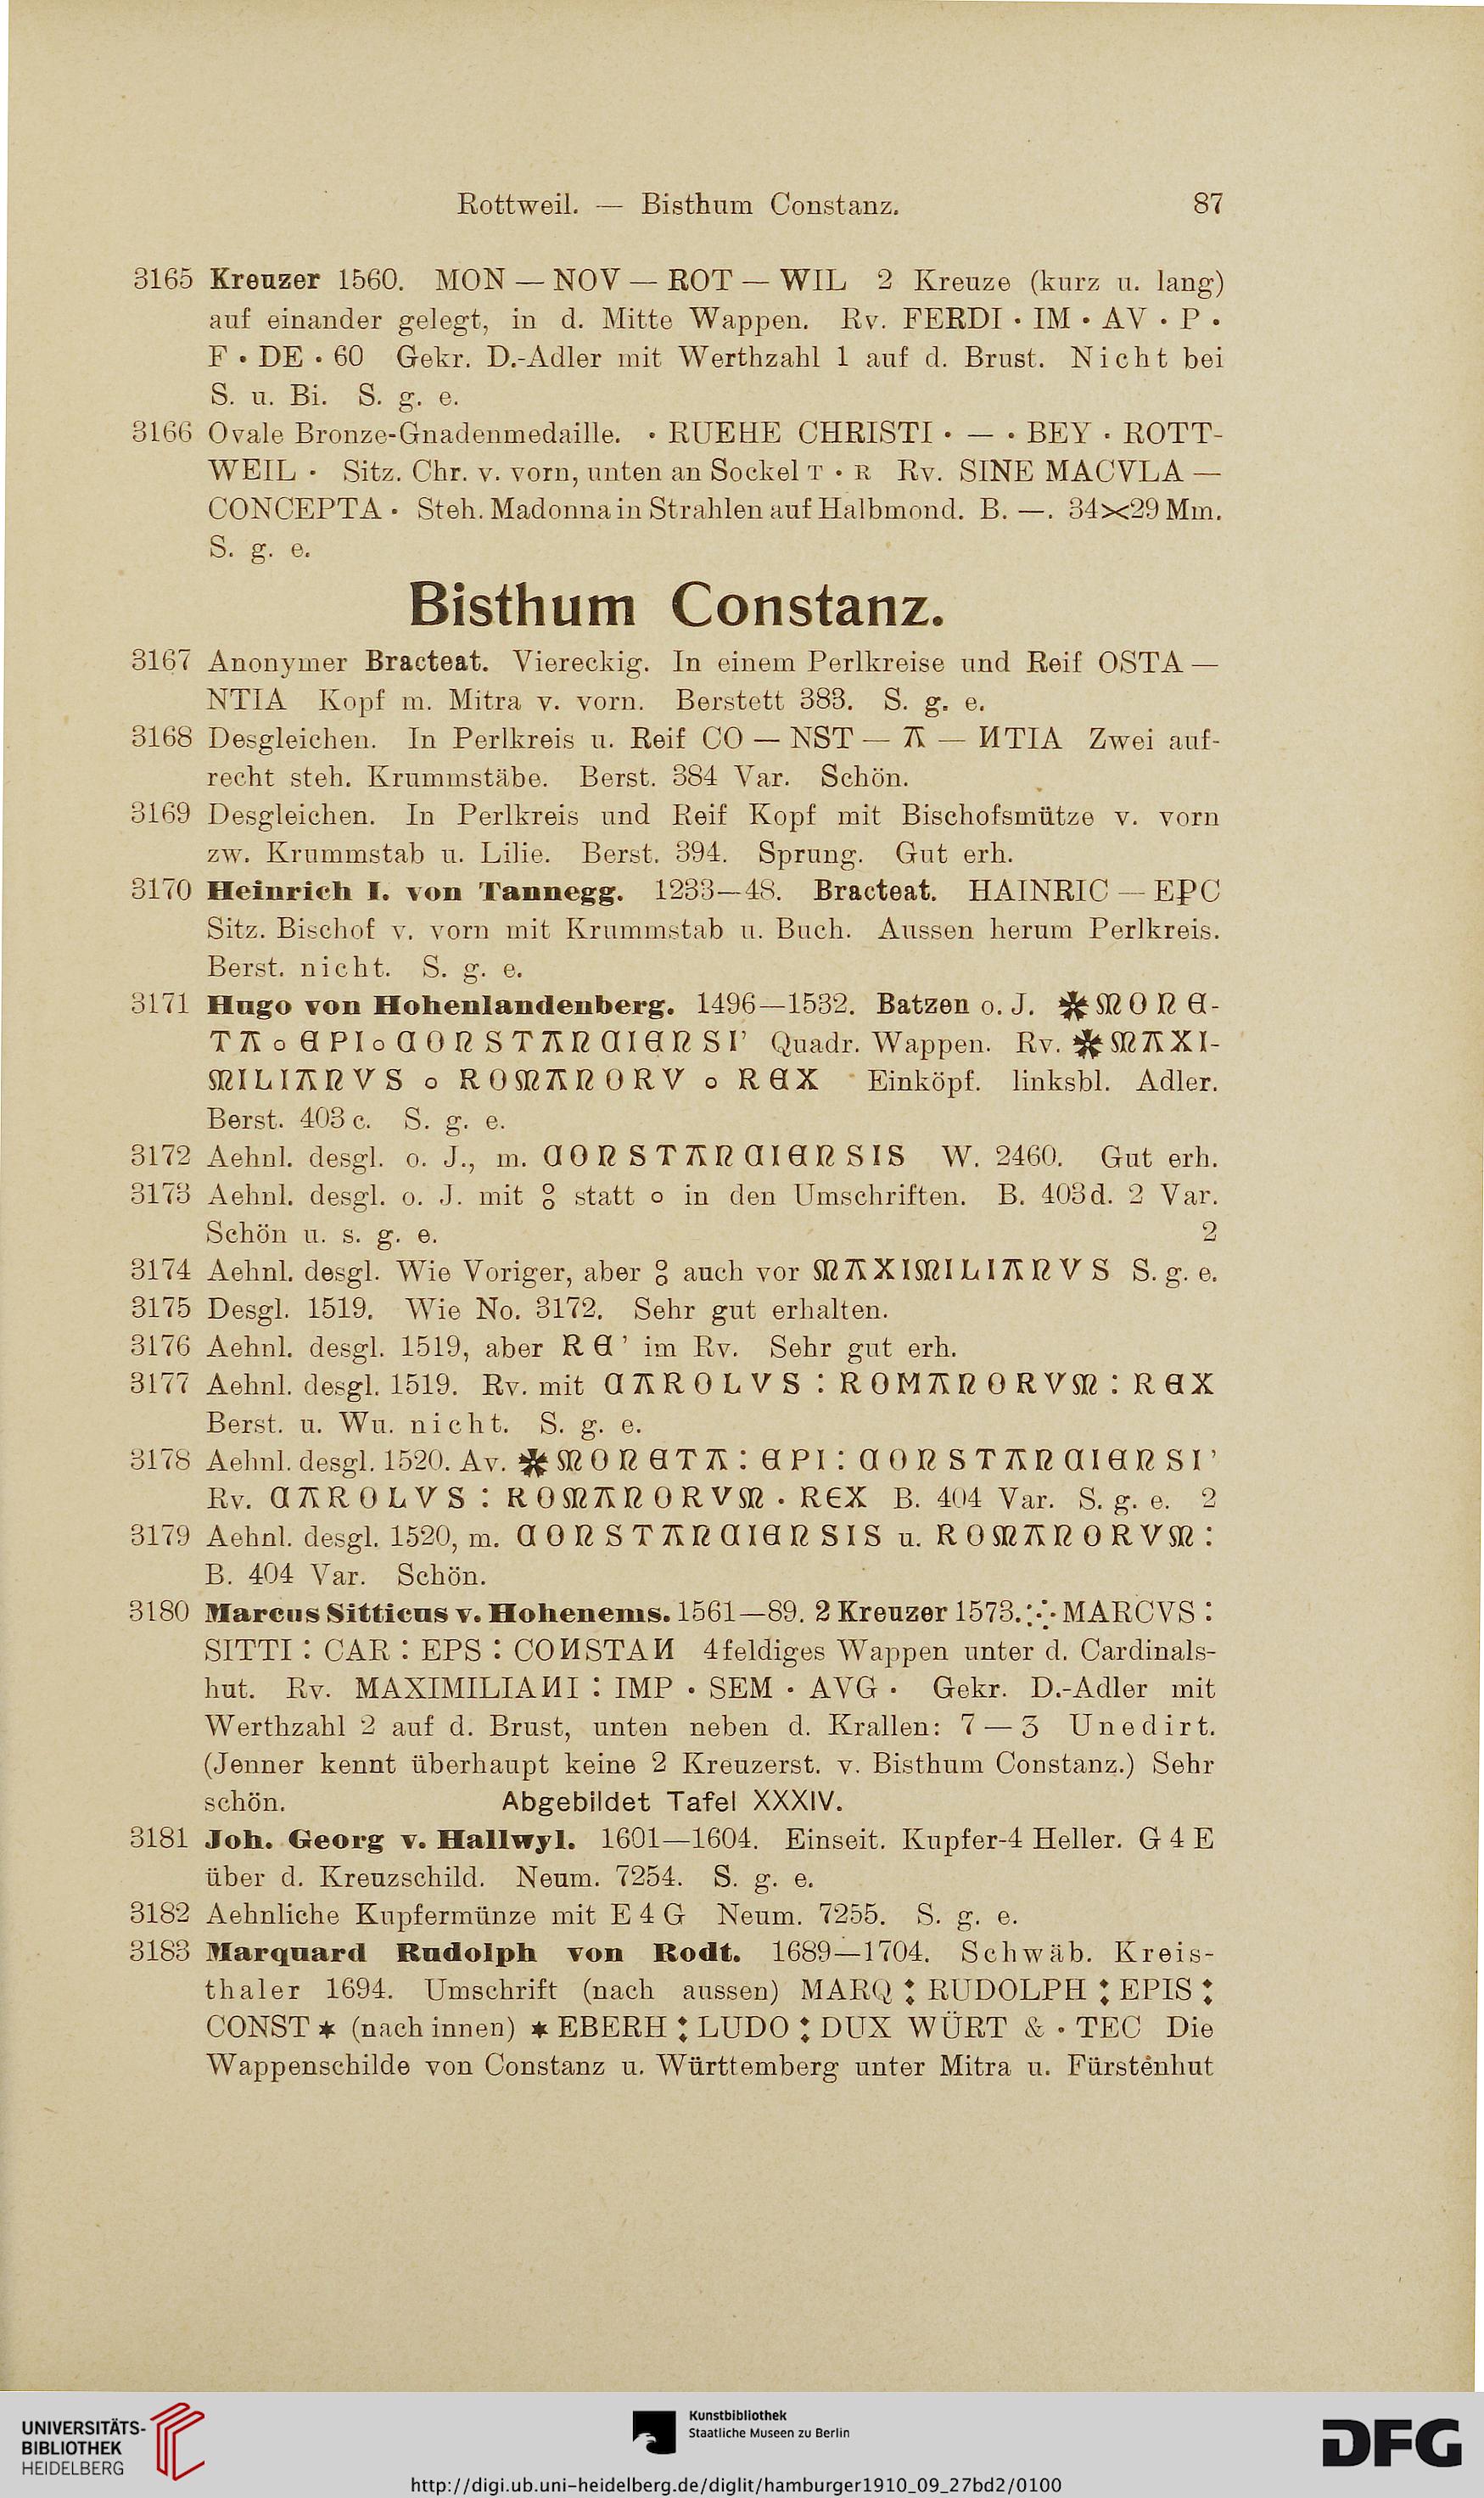 Rottweil. — Bisthum Constanz. 87
3165 Kreuzer 1560. MON — NOV — ROT — WIL 2 Kreuze (kurz u. lang)
auf einander gelegt, in d. Mitte Wappen. Rv. FERDI · IM · AV · P ·
F · DE · 60 Gekr. D.-Adler mit Werthzahl 1 auf d. Brust. Nicht bei
S. u. Bi. S. g. e.
3166 Ovale Bronze-Gnadenmedaille. · RUEHE CHRISTI · — · BEY · ROTT-
WEIL · Sitz. Chr. v. vorn, unten an Sockel T · R Rv. SINE MACVLA —
CONCEPTA · Steh. Madonna in Strahlen auf Halbmond. B. —. 34×29 Mm.
S. g. e.
Bisthum Constanz.
3167 Anonymer Bracteat. Viereckig. In einem Perlkreise und Reif OSTA —
NTIA Kopf m. Mitra v. vorn. Berstett 383. S. g. e.
3168 Desgleichen. In Perlkreis u. Reif CO — NST — A — ИTIA Zwei auf-
recht steh. Krummstäbe. Berst. 384 Var. Schön.
3169 Desgleichen. In Perlkreis und Reif Kopf mit Bischofsmütze v. vorn
zw. Krummstab u. Lilie. Berst. 394. Sprung. Gut erh.
3170 Heinrich I. von Tannegg. 1233—48. Bracteat. HAINRIC — EPC
Sitz. Bischof v. vorn mit Krummstab u. Buch. Aussen herum Perlkreis.
Berst. nicht. S. g. e.
3171 Hugo von Hohenlandenberg. 1496—1532. Batzen o. J. ✼ MONE-
TA o EPI o CONSTANCIENSI’ Quadr. Wappen. Rv. ✼ MAXI-
MILIANVS o ROMANORV o REX Einköpf. linksbl. Adler.
Berst. 403 c. S. g. e.
3172 Aehnl. desgl. o. J., m. CONSTANCIENSIS W. 2460. Gut erh.
3173 Aehnl. desgl. o. J. mit 8 statt o in den Umschriften. B. 403d. 2 Var.
Schön u. s. g. e. 2
3174 Aehnl. desgl. Wie Voriger, aber 8 auch vor MAXIMILIANVS S. g. e.
3175 Desgl. 1519. Wie No. 3172. Sehr gut erhalten.
3176 Aehnl. desgl. 1519, aber RE’ im Rv. Sehr gut erh.
3177 Aehnl. desgl. 1519. Rv. mit CAROLVS : ROMANORVM : REX
Berst. u. Wu. nicht. S. g. e.
3178 Aehnl. desgl. 1520. Av. ✼ MONETA : EPI : CONSTANCIENSI’
Rv. CAROLVS : ROMANORVM · REX B. 404 Var. S. g. e. 2
3179 Aehnl. desgl. 1520, m. CONSTANCIENSIS u. ROMANORVM :
B. 404 Var. Schön.
3180 Marcus Sitticus v. Hohenems. 1561—89. 2 Kreuzer 1573. ·:· MARCVS :
SITTI : CAR : EPS : COИSTAИ 4feldiges Wappen unter d. Cardinals-
hut. Rv. MAXIMILIAИI : IMP · SEM · AVG · Gekr. D.-Adler mit
Werthzahl 2 auf d. Brust, unten neben d. Krallen: 7 — 3 Unedirt.
(Jenner kennt überhaupt keine 2 Kreuzerst. v. Bisthum Constanz.) Sehr
schön. Abgebildet Tafel XXXIV.
3181 Joh. Georg v. Hallwyl. 1601—1604. Einseit. Kupfer-4 Heller. G 4 E
über d. Kreuzschild. Neum. 7254. S. g. e.
3182 Aehnliche Kupfermünze mit E 4 G Neum. 7255. S. g. e.
3183 Marquard Rudolph von Rodt. 1689—1704. Schwäb. Kreis-
thaler 1694. Umschrift (nach aussen) MARQ : RUDOLPH : EPIS :
CONST ✶ (nach innen) ✶ EBERH : LUDO : DUX WÜRT & · TEC Die
Wappenschilde von Constanz u. Württemberg unter Mitra u. Fürstenhut
UNIVERSITÄTS-
BIBLIOTHEK
HEIDELBERG
Kunstbibliothek
Staatliche Museen zu Berlin
DFG
http://digi.ub.uni-heidelberg.de/diglit/hamburger1910_09_27bd2/0100